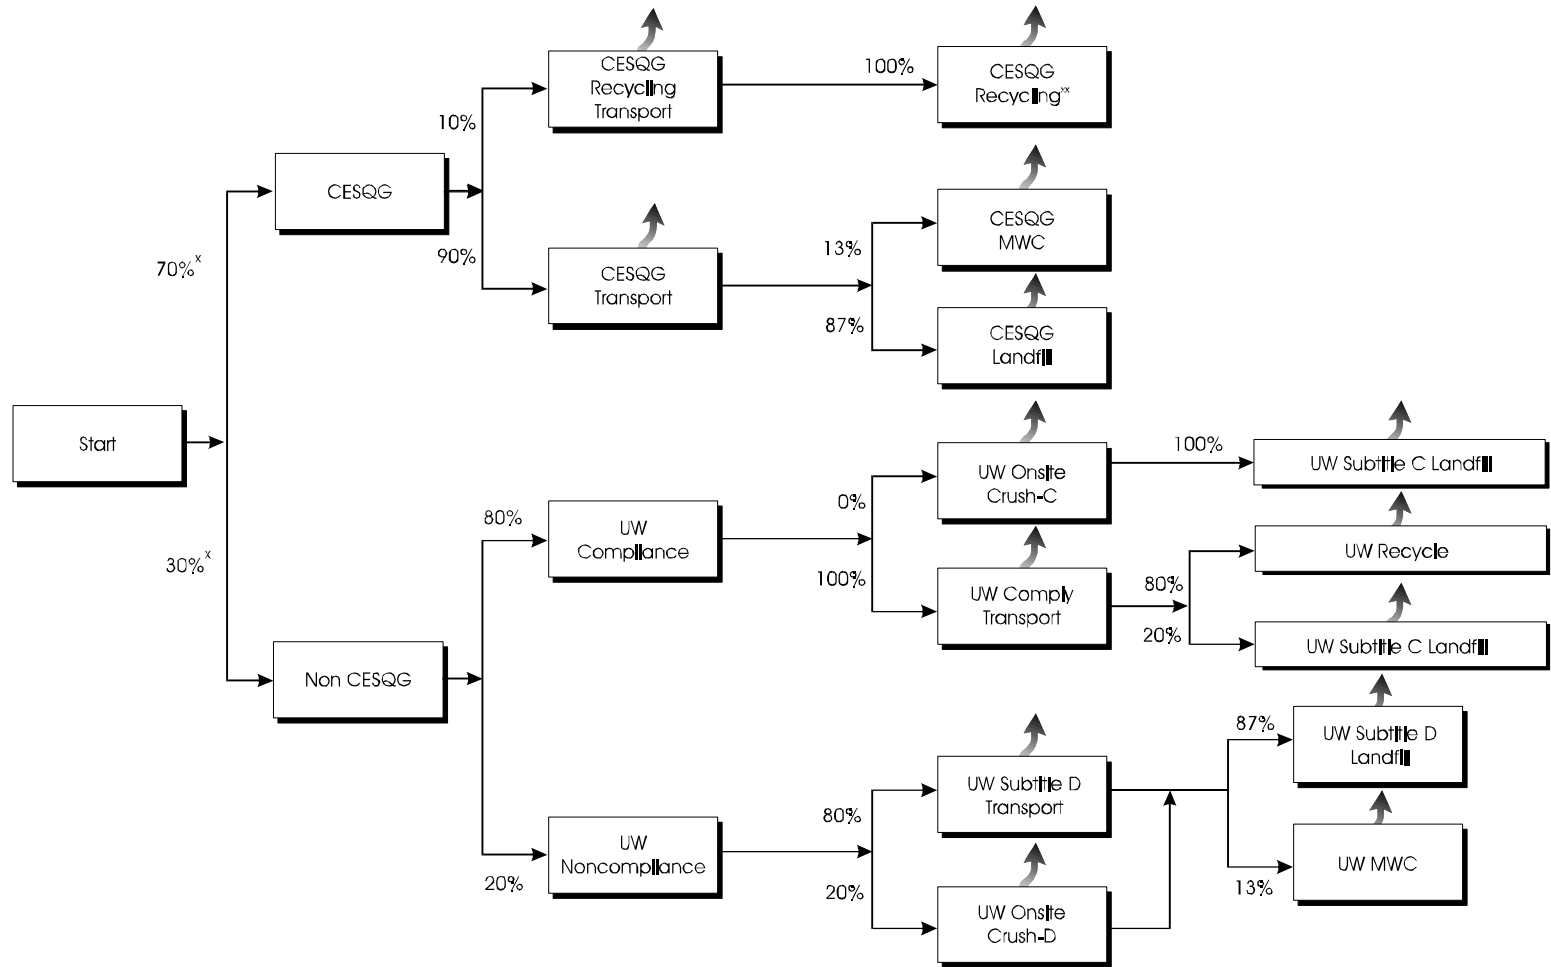 CESQG
Recycling
Transport
100%
CESQG
Recycling^xx
10%
CESQG
90%
CESQG
Transport
13%
CESQG
MWC
87%
CESQG
Landfill
70%^x
Start
30%^x
Non CESQG
80%
UW
Compliance
0%
UW Onsite
Crush-C
100%
UW Subtitle C Landfill
100%
UW Comply
Transport
80%
UW Recycle
20%
UW Subtitle C Landfill
20%
UW
Noncompliance
80%
UW Subtitle D
Transport
20%
UW Onsite
Crush-D
87%
UW Subtitle D
Landfill
13%
UW MWC